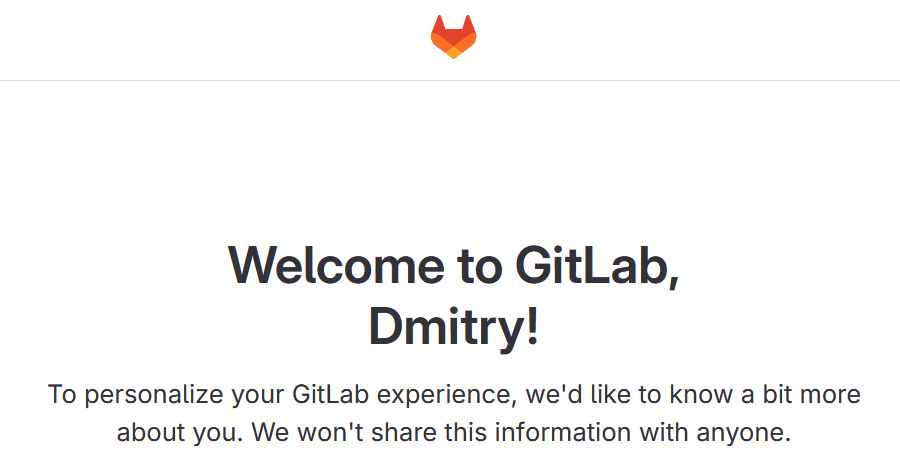 Welcome to GitLab,
Dmitry!
To personalize your GitLab experience, we'd like to know a bit more
about you. We won't share this information with anyone.